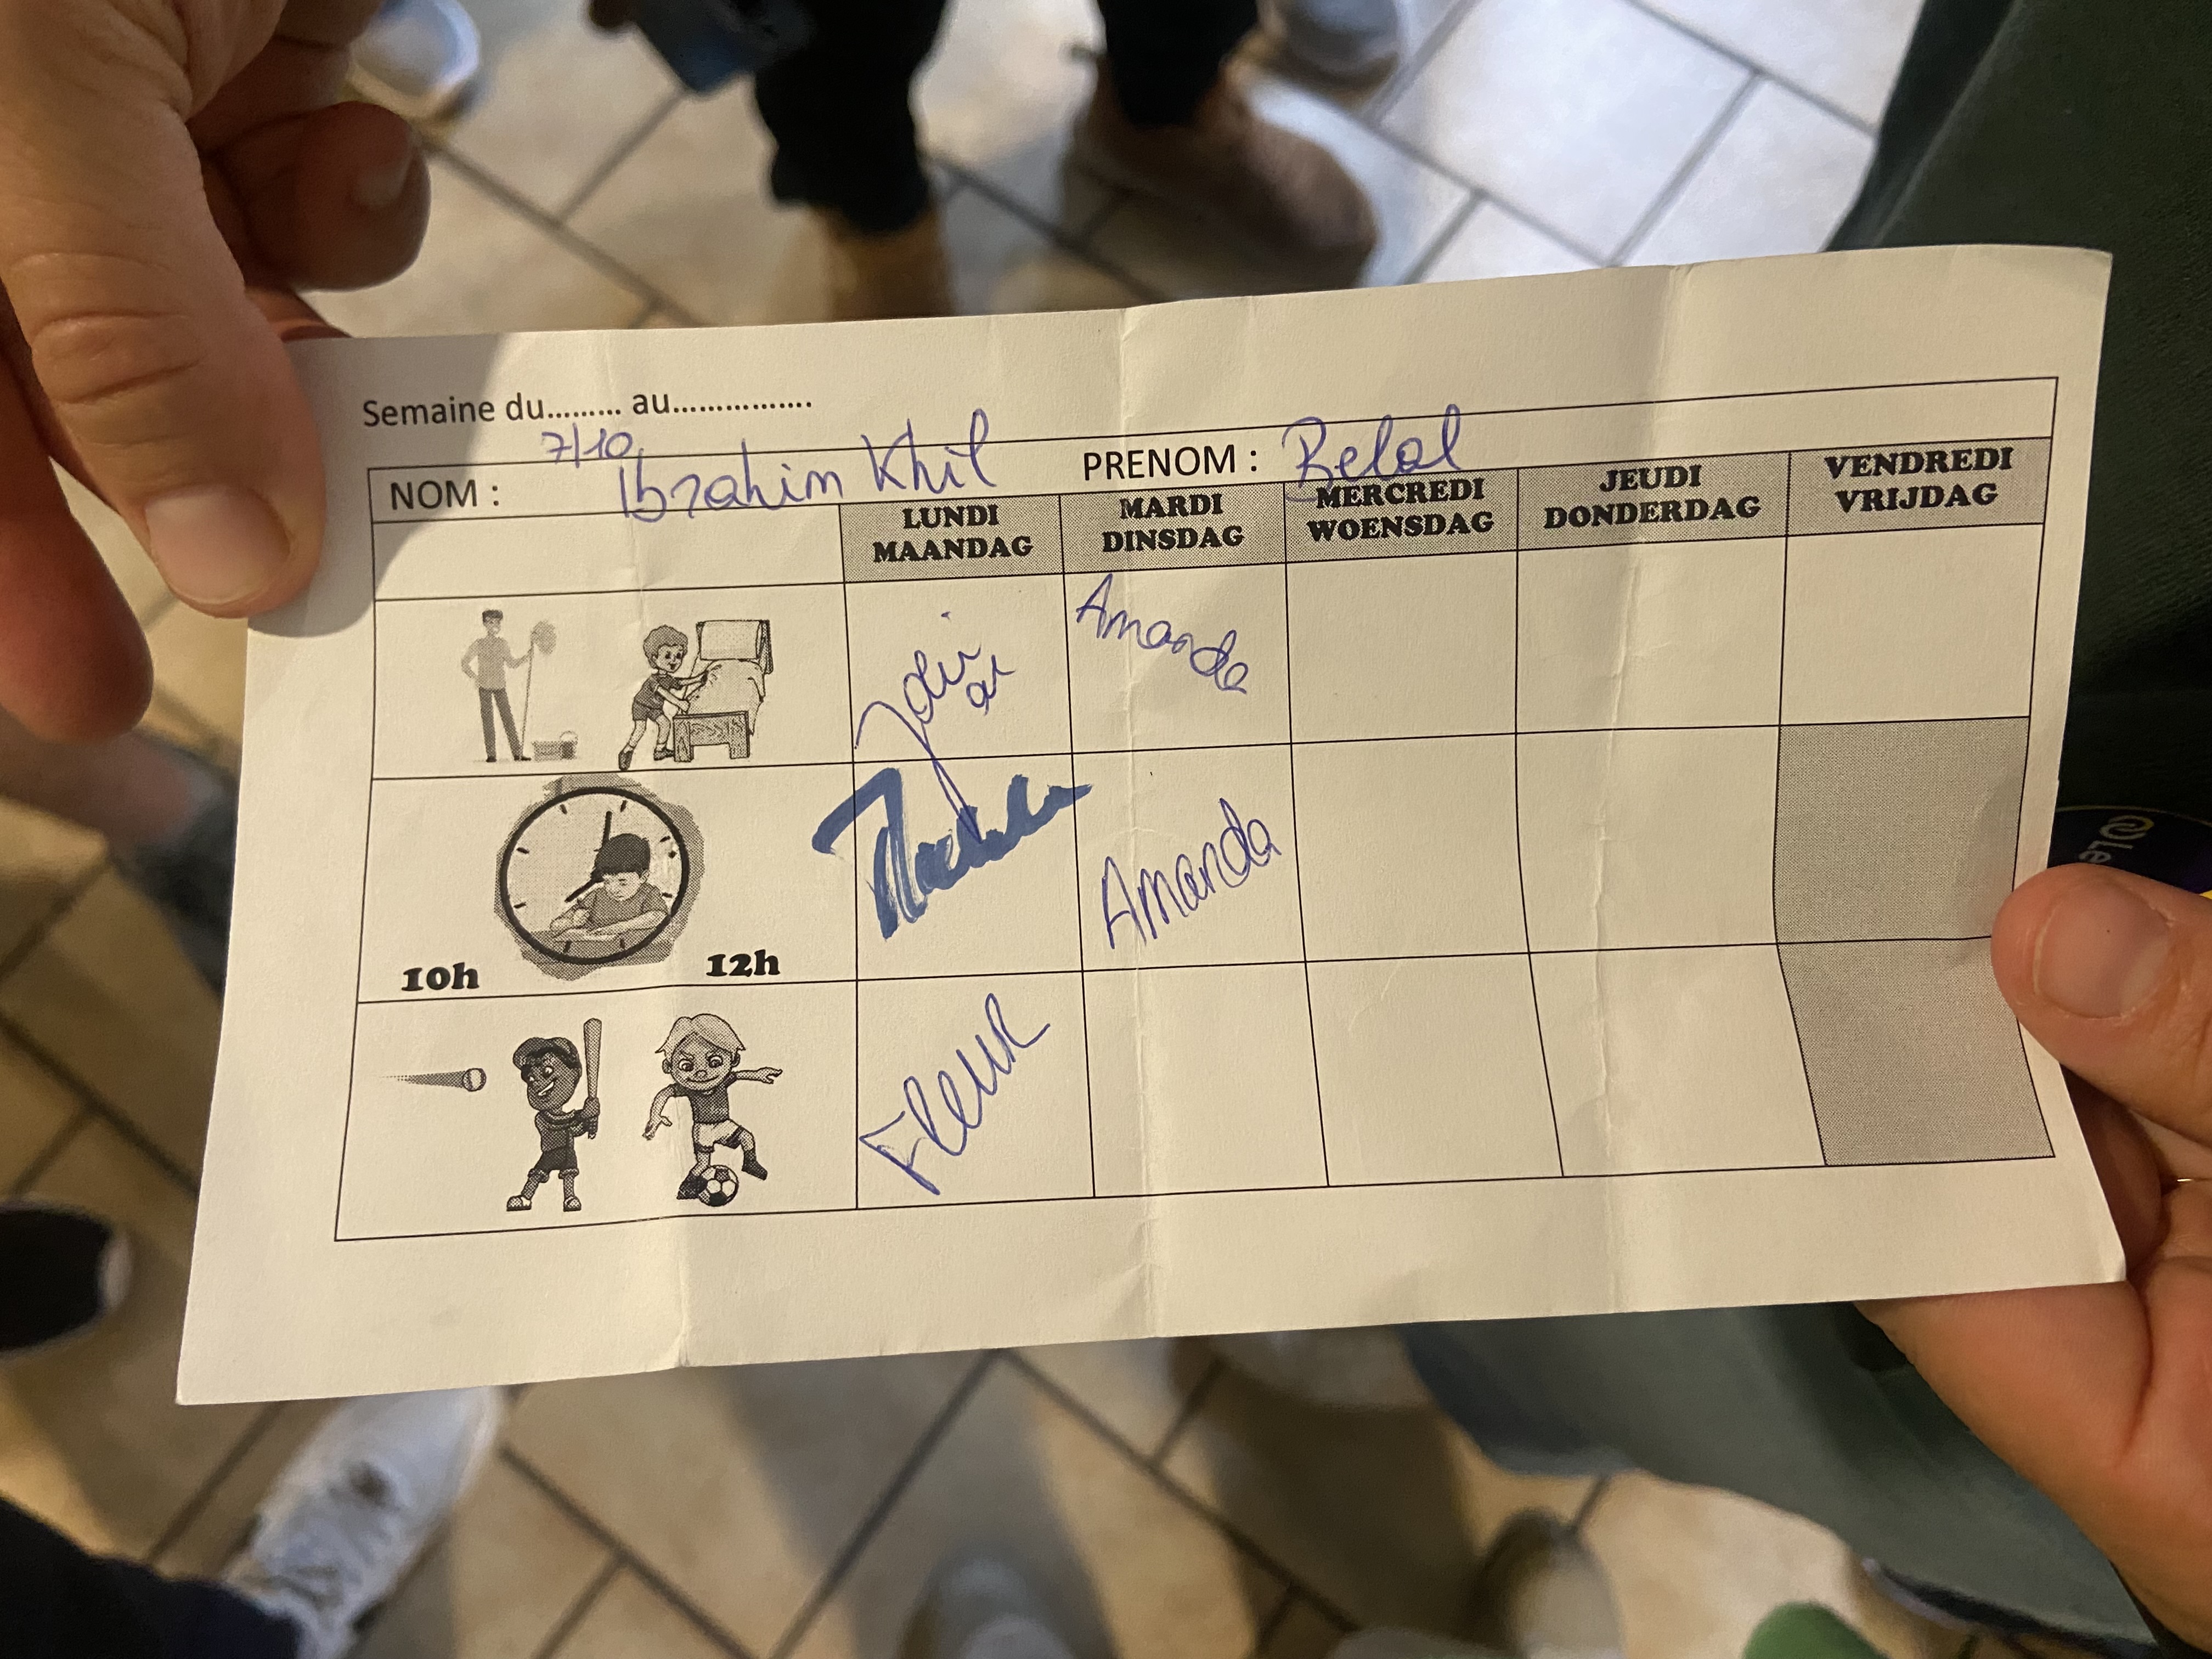 Semaine du......... au................
7/10
NOM : Ibrahim Khil PRENOM : Belal
LUNDI MARDI MERCREDI JEUDI VENDREDI
MAANDAG DINSDAG WOENSDAG DONDERDAG VRIJDAG
Amanda
Amanda
10h 12h
Fleur